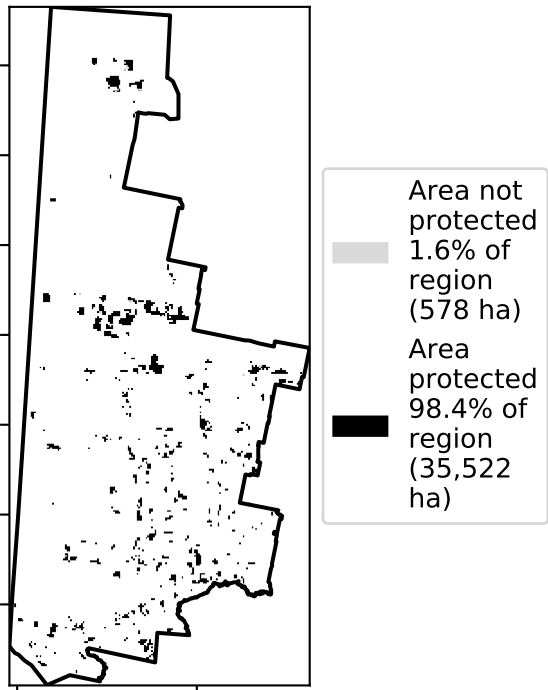 Area not
protected
1.6% of
region
(578 ha)
Area
protected
98.4% of
region
(35,522
ha)